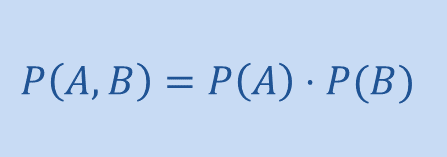 P(A, B) = P(A) · P(B)